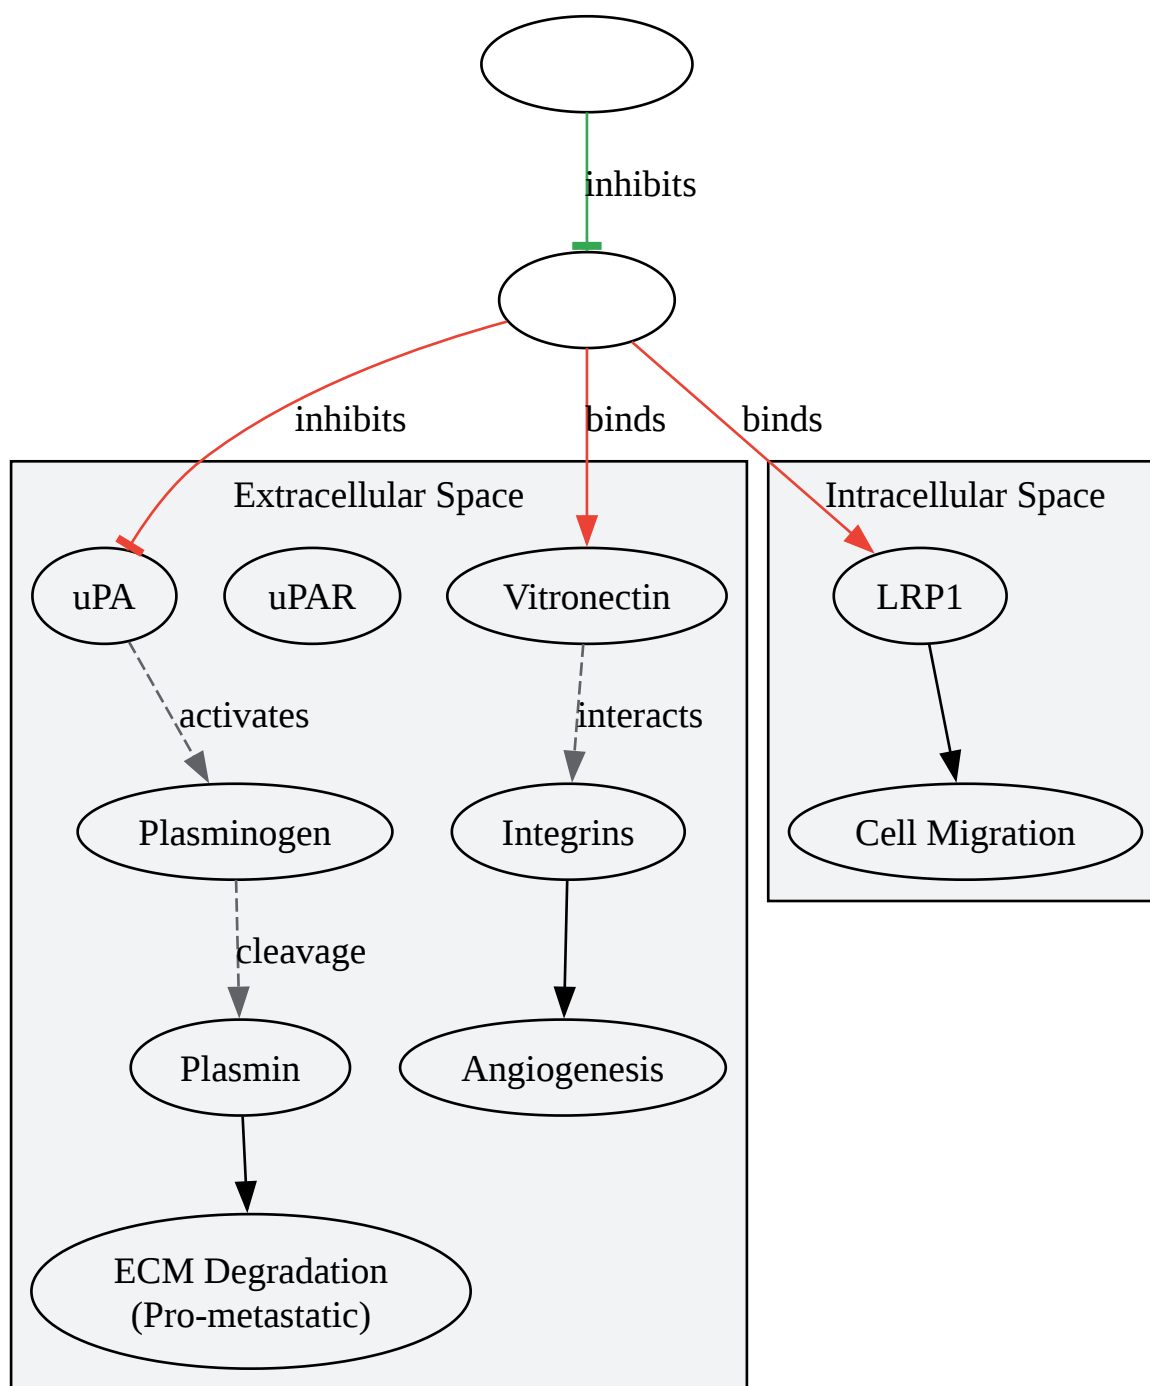 inhibits
inhibits
binds
binds
Extracellular Space
Intracellular Space
uPA
uPAR
Vitronectin
LRP1
activates
interacts
Plasminogen
Integrins
Cell Migration
cleavage
Plasmin
Angiogenesis
ECM Degradation
(Pro-metastatic)